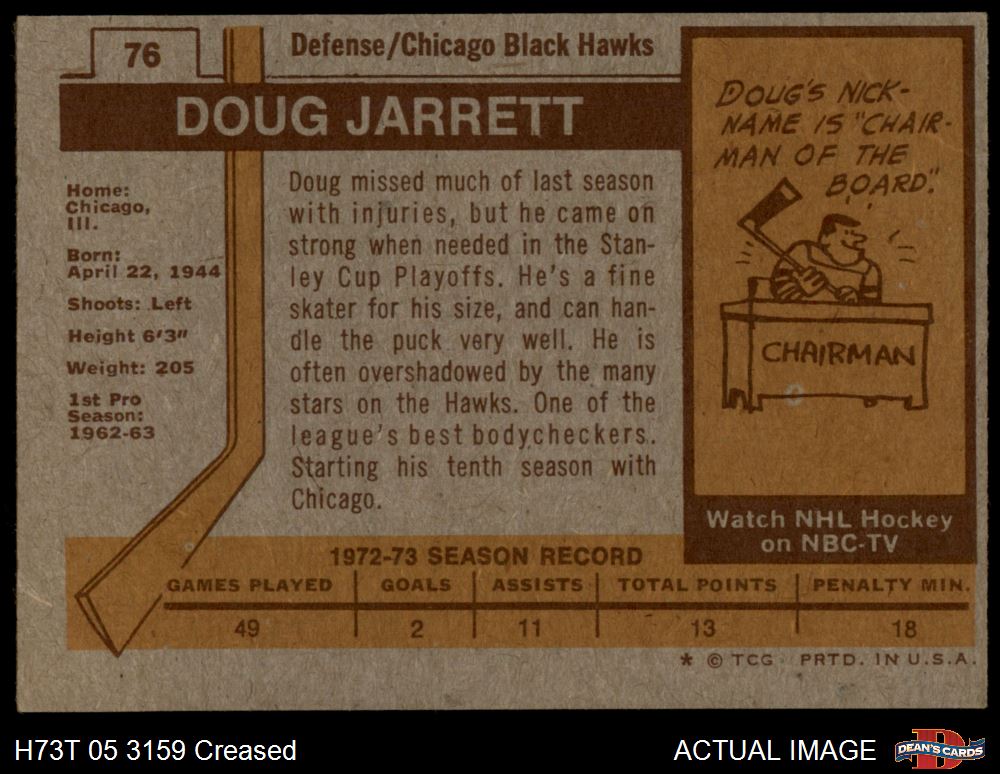 76
Defense/Chicago Black Hawks
DOUG JARRETT
Home:
Chicago,
Ill.
Born:
April 22, 1944
Shoots: Left
Height 6'3"
Weight: 205
1st Pro
Season:
1962-63
Doug missed much of last season
with injuries, but he came on
strong when needed in the Stan-
ley Cup Playoffs. He's a fine
skater for his size, and can han-
dle the puck very well. He is
often overshadowed by the many
stars on the Hawks. One of the
league's best bodycheckers.
Starting his tenth season with
Chicago.
DOUG'S NICK-
NAME IS "CHAIR-
MAN OF THE
BOARD."
CHAIRMAN
Watch NHL Hockey
on NBC-TV
1972-73 SEASON RECORD
GAMES PLAYED GOALS ASSISTS TOTAL POINTS PENALTY MIN.
49 2 11 13 18
* © TCG PRTD. IN U.S.A.
H73T 05 3159 Creased
ACTUAL IMAGE
D
DEAN'S CARDS